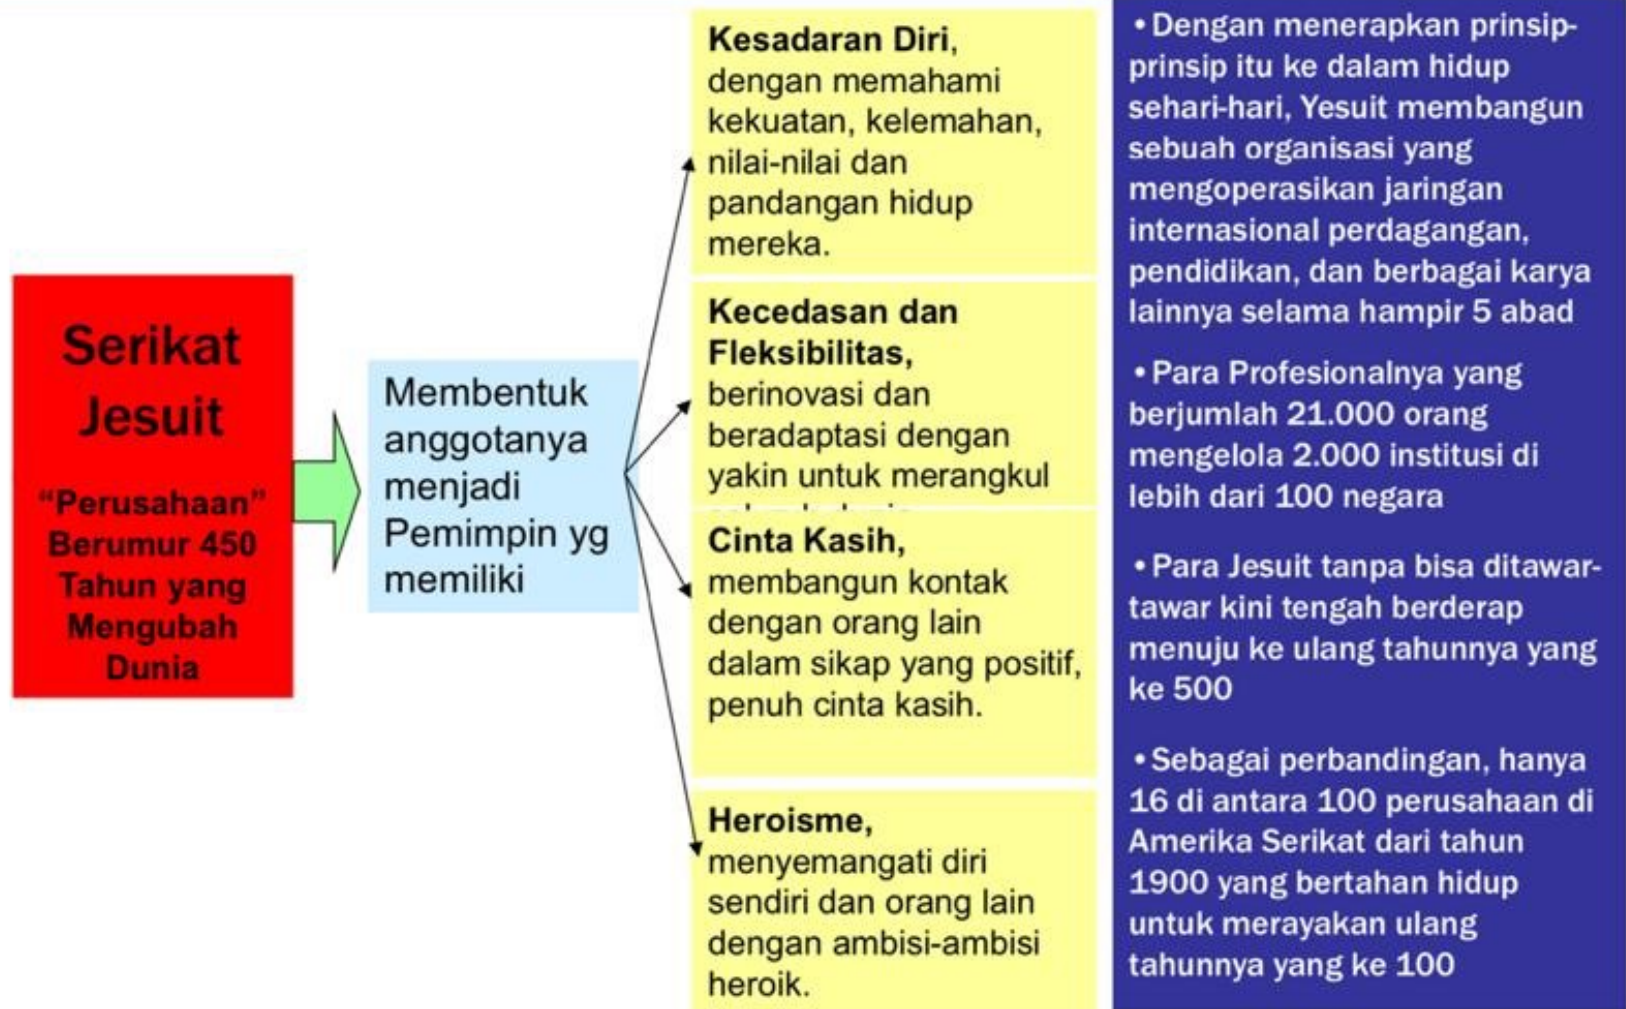 Serikat
Jesuit
“Perusahaan”
Berumur 450
Tahun yang
Mengubah
Dunia
Membentuk
anggotanya
menjadi
Pemimpin yg
memiliki
Kesadaran Diri,
dengan memahami
kekuatan, kelemahan,
nilai-nilai dan
pandangan hidup
mereka.
Kecedasan dan
Fleksibilitas,
berinovasi dan
beradaptasi dengan
yakin untuk merangkul
Cinta Kasih,
membangun kontak
dengan orang lain
dalam sikap yang positif,
penuh cinta kasih.
Heroisme,
menyemangati diri
sendiri dan orang lain
dengan ambisi-ambisi
heroik.
• Dengan menerapkan prinsip-
prinsip itu ke dalam hidup
sehari-hari, Yesuit membangun
sebuah organisasi yang
mengoperasikan jaringan
internasional perdagangan,
pendidikan, dan berbagai karya
lainnya selama hampir 5 abad
• Para Profesionalnya yang
berjumlah 21.000 orang
mengelola 2.000 institusi di
lebih dari 100 negara
• Para Jesuit tanpa bisa ditawar-
tawar kini tengah berderap
menuju ke ulang tahunnya yang
ke 500
• Sebagai perbandingan, hanya
16 di antara 100 perusahaan di
Amerika Serikat dari tahun
1900 yang bertahan hidup
untuk merayakan ulang
tahunnya yang ke 100